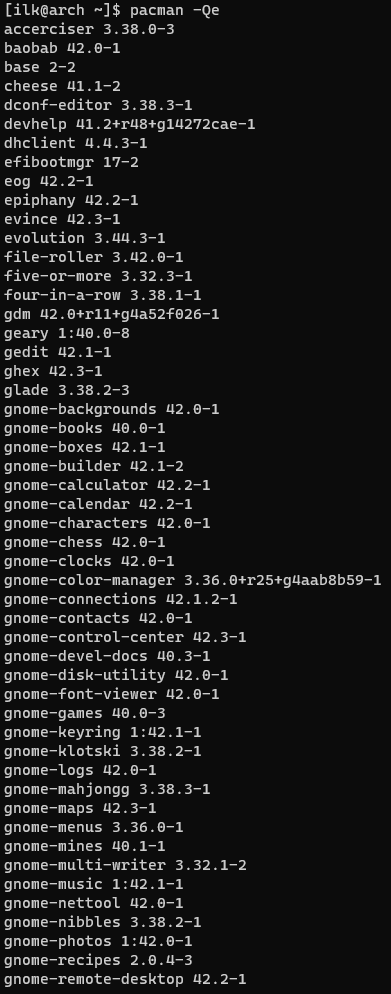 [ilk@arch ~]$ pacman -Qe
accerciser 3.38.0-3
baobab 42.0-1
base 2-2
cheese 41.1-2
dconf-editor 3.38.3-1
devhelp 41.2+r48+g14272cae-1
dhclient 4.4.3-1
efibootmgr 17-2
eog 42.2-1
epiphany 42.2-1
evince 42.3-1
evolution 3.44.3-1
file-roller 3.42.0-1
five-or-more 3.32.3-1
four-in-a-row 3.38.1-1
gdm 42.0+r11+g4a52f026-1
geary 1:40.0-8
gedit 42.1-1
ghex 42.3-1
glade 3.38.2-3
gnome-backgrounds 42.0-1
gnome-books 40.0-1
gnome-boxes 42.1-1
gnome-builder 42.1-2
gnome-calculator 42.2-1
gnome-calendar 42.2-1
gnome-characters 42.0-1
gnome-chess 42.0-1
gnome-clocks 42.0-1
gnome-color-manager 3.36.0+r25+g4aab8b59-1
gnome-connections 42.1.2-1
gnome-contacts 42.0-1
gnome-control-center 42.3-1
gnome-devel-docs 40.3-1
gnome-disk-utility 42.0-1
gnome-font-viewer 42.0-1
gnome-games 40.0-3
gnome-keyring 1:42.1-1
gnome-klotski 3.38.2-1
gnome-logs 42.0-1
gnome-mahjongg 3.38.3-1
gnome-maps 42.3-1
gnome-menus 3.36.0-1
gnome-mines 40.1-1
gnome-multi-writer 3.32.1-2
gnome-music 1:42.1-1
gnome-nettool 42.0-1
gnome-nibbles 3.38.2-1
gnome-photos 1:42.0-1
gnome-recipes 2.0.4-3
gnome-remote-desktop 42.2-1